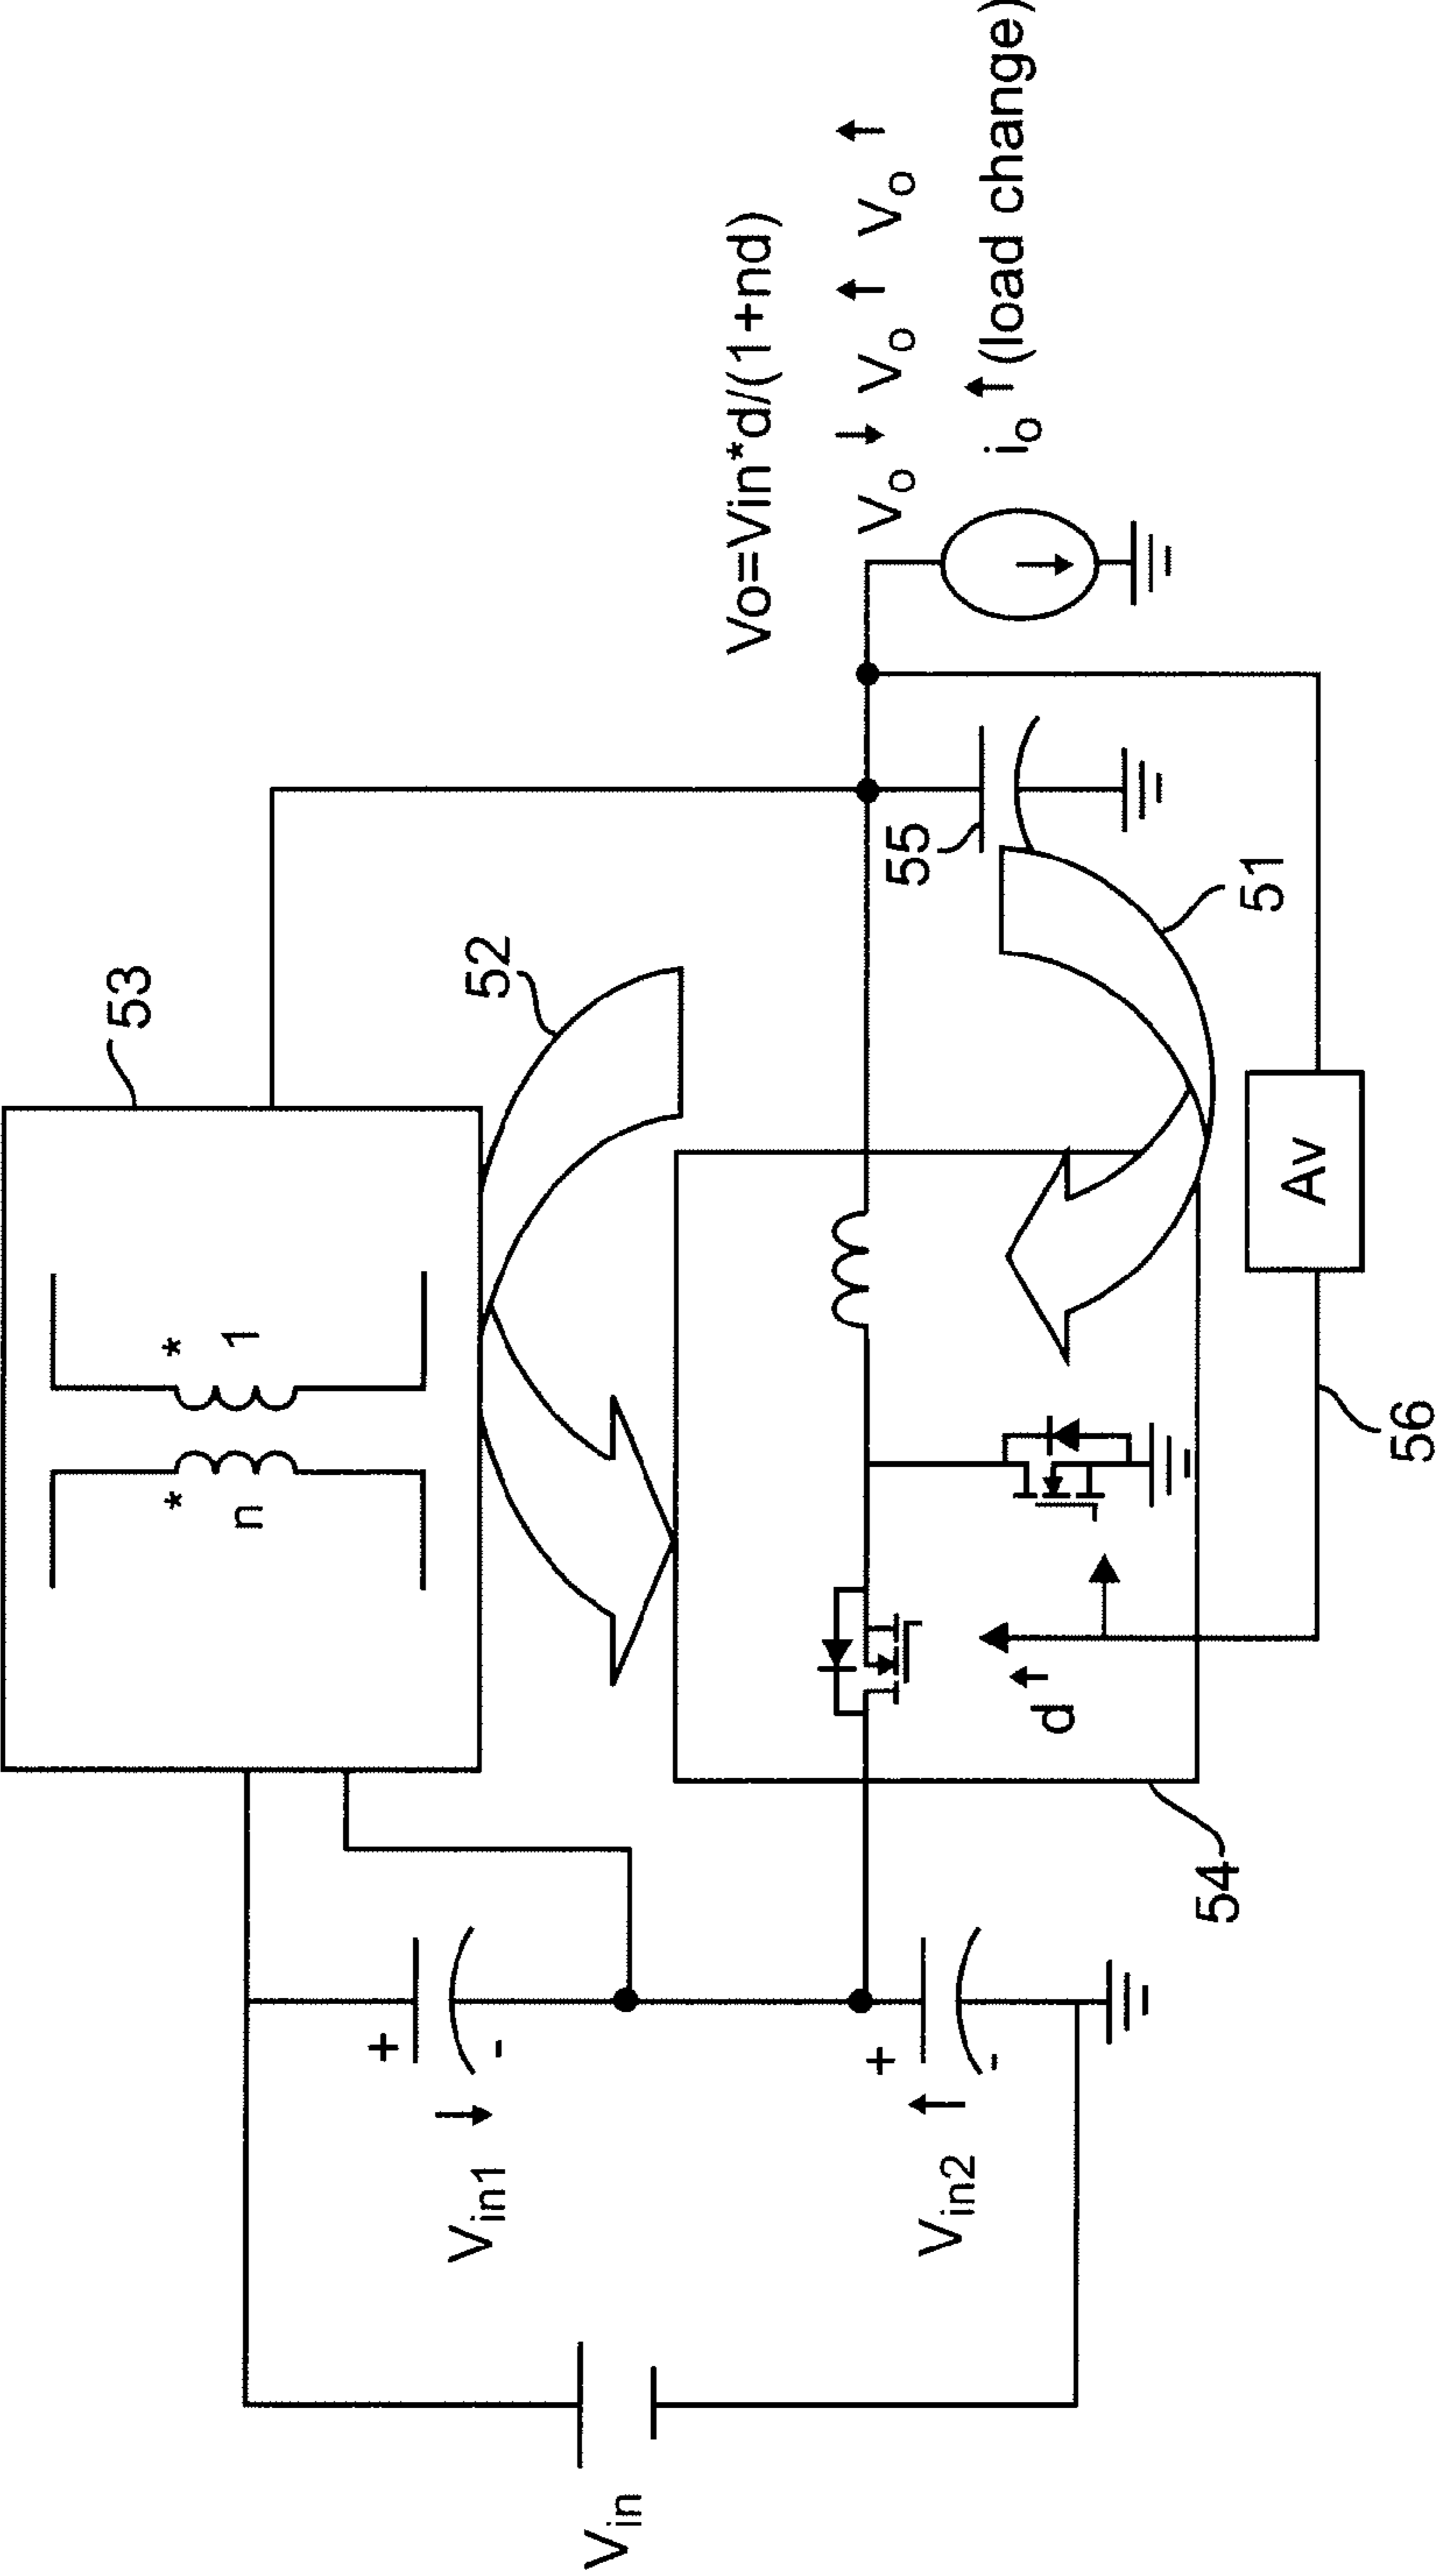 53
n
*
*
1
52
Vo=Vin*d/(1+nd)
Vo ↓ Vo ↑ Vo ↑
io ↑ (load change)
Vin
Vin1 ↓
+
-
Vin2 ↑
+
-
d ↑
54
55
51
Av
56